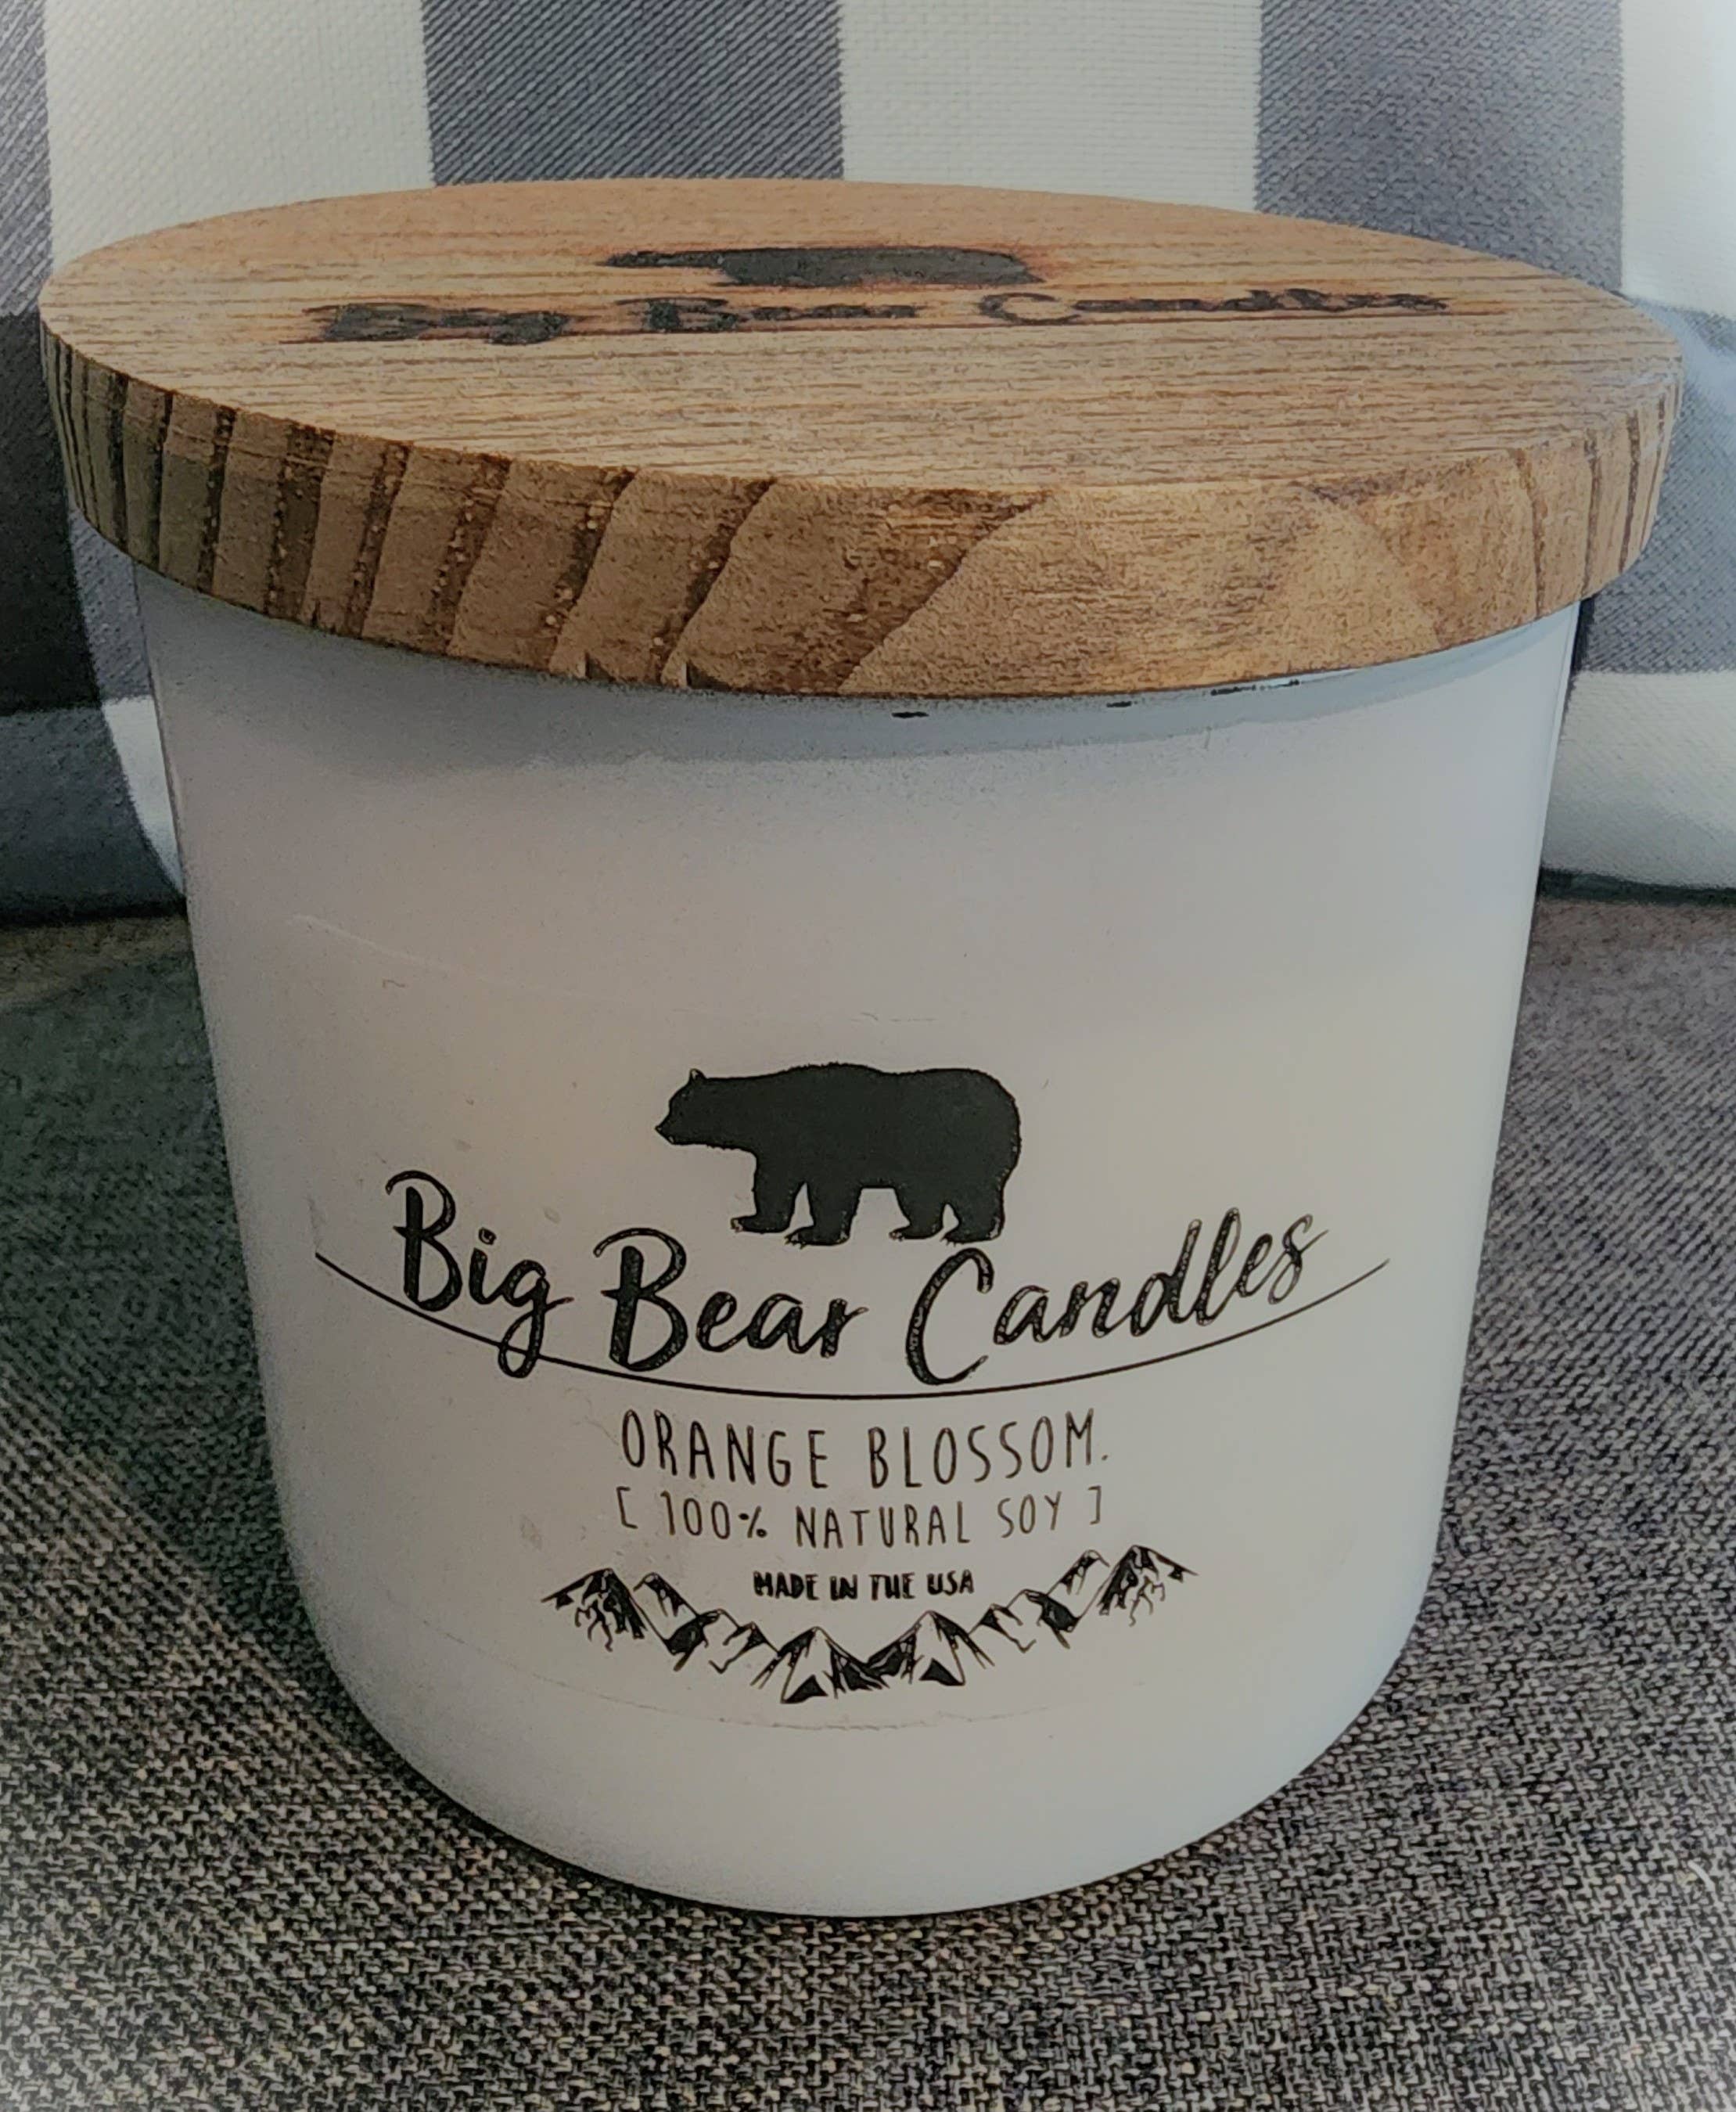 Big Bear Candles
Big Bear Candles
ORANGE BLOSSOM.
[ 100% NATURAL SOY ]
MADE IN THE USA